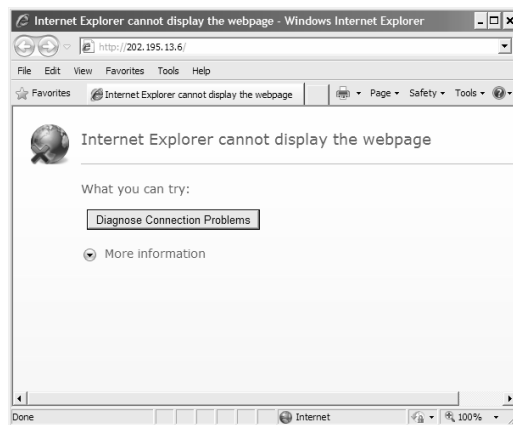 Internet Explorer cannot display the webpage - Windows Internet Explorer
http://202.195.13.6/
File Edit View Favorites Tools Help
Favorites Internet Explorer cannot display the webpage Page Safety Tools
Internet Explorer cannot display the webpage
What you can try:
Diagnose Connection Problems
More information
Done Internet 100%